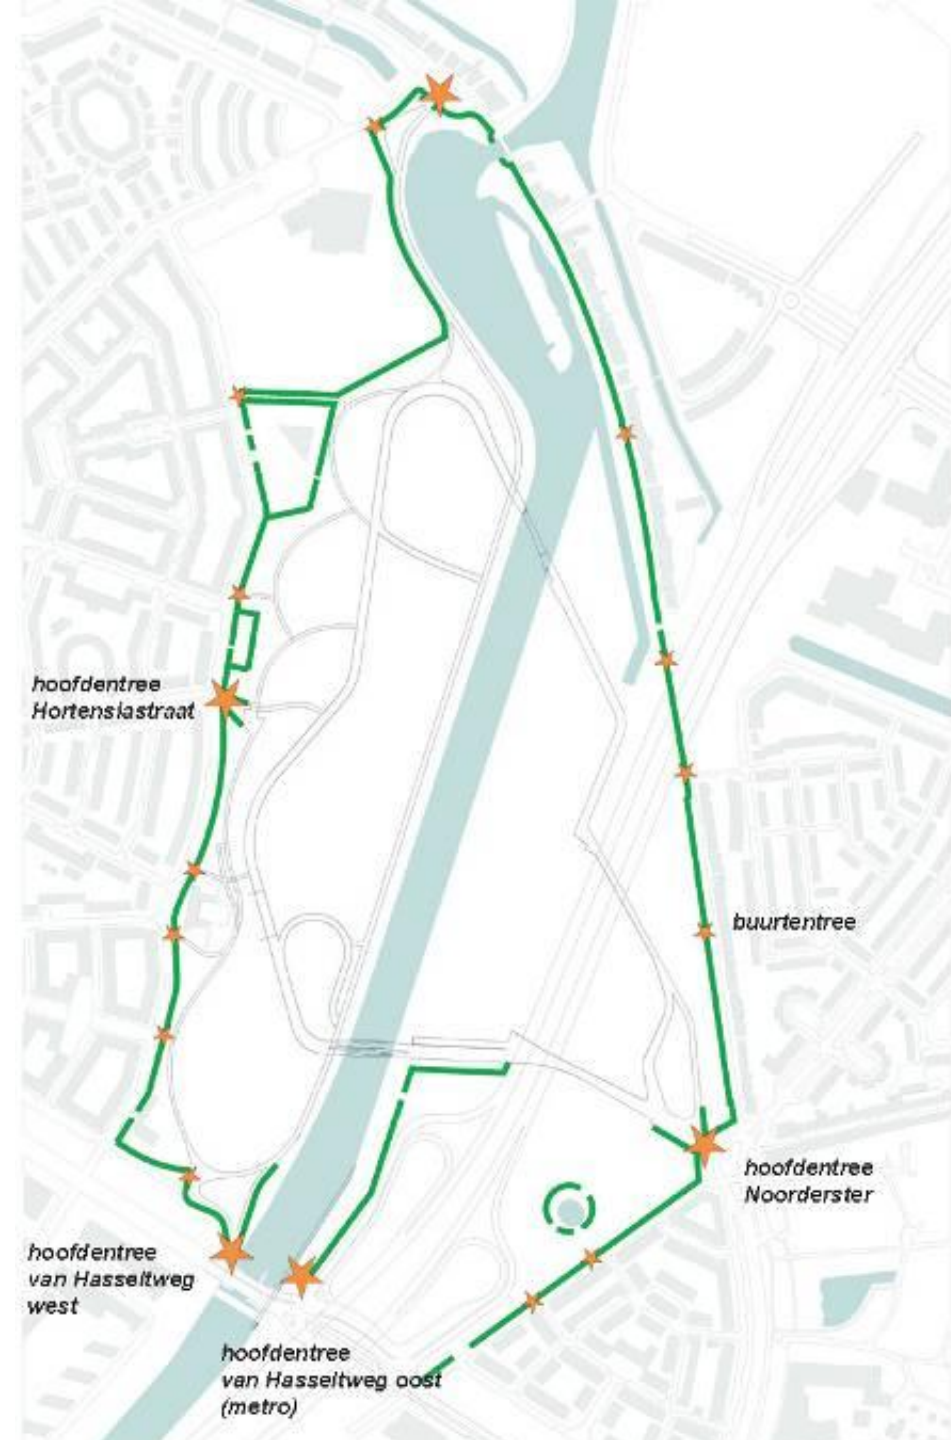 hoofdentree
Hortensiastraat
buurtentree
hoofdentree
Noorderster
hoofdentree
van Hasseltweg
west
hoofdentree
van Hasseltweg oost
(metro)